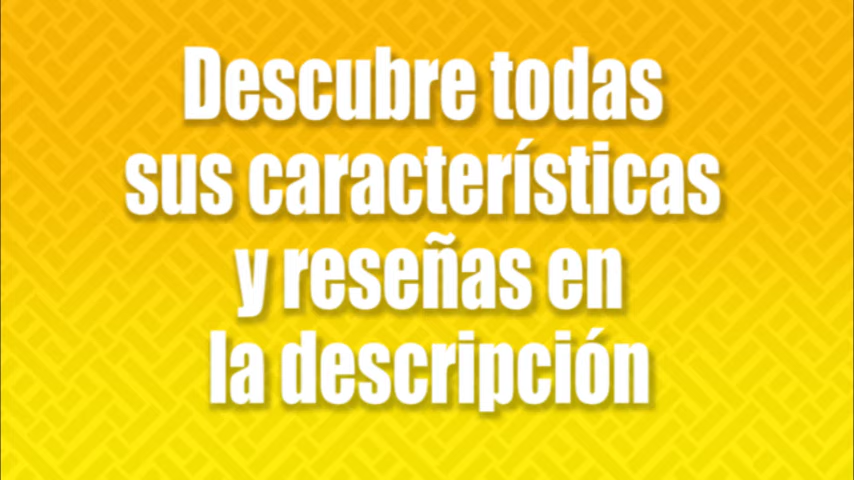 Descubre todas
sus características
y reseñas en
la descripción